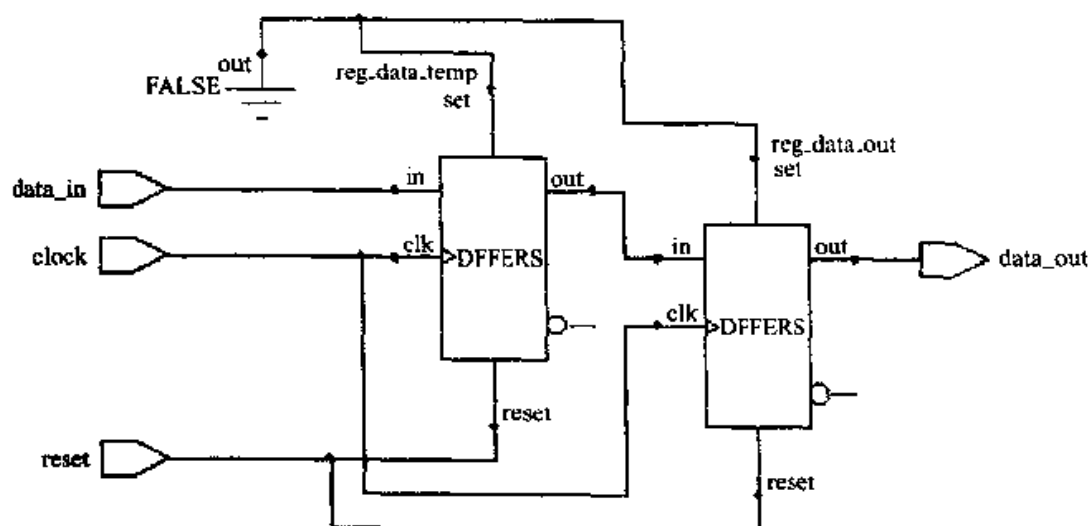 out
FALSE
reg_data_temp
set
reg_data_out
set
data_in
in
out
clock
clk
DFFERS
in
out
data_out
clk
DFFERS
reset
reset
reset